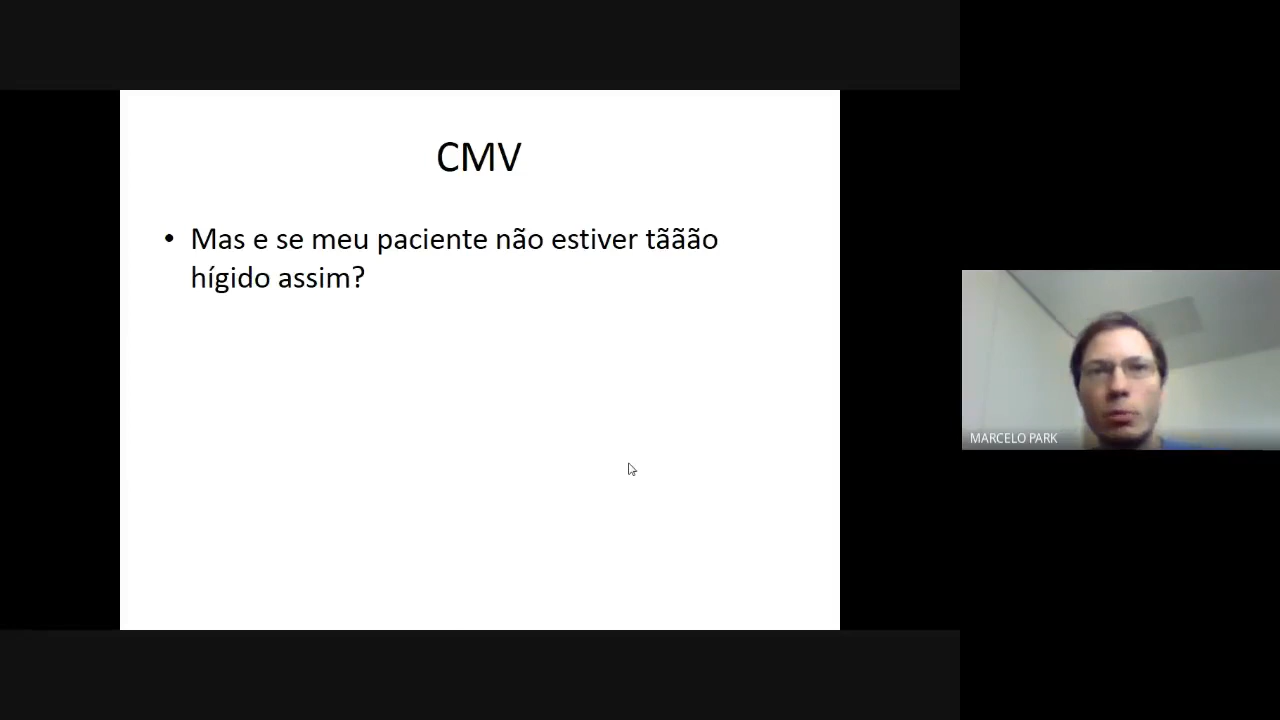 CMV
• Mas e se meu paciente não estiver tããão
hígido assim?
MARCELO PARK